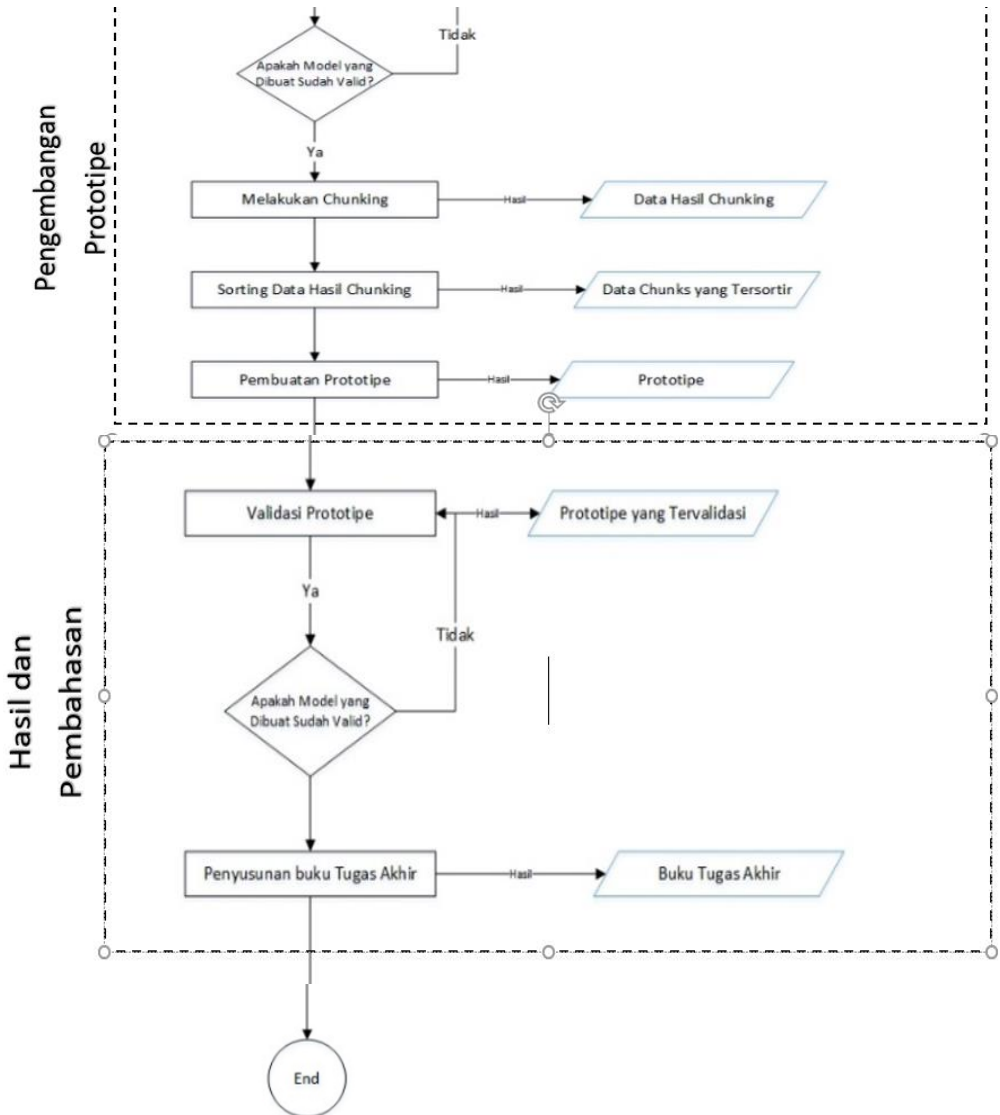 Pengembangan
Prototipe
Tidak
Apakah Model yang
Dibuat Sudah Valid?
Ya
Melakukan Chunking
Hasil
Data Hasil Chunking
Sorting Data Hasil Chunking
Hasil
Data Chunks yang Tersortir
Pembuatan Prototipe
Hasil
Prototipe
Hasil dan
Pembahasan
Validasi Prototipe
Hasil
Prototipe yang Tervalidasi
Ya
Tidak
Apakah Model yang
Dibuat Sudah Valid?
Penyusunan buku Tugas Akhir
Hasil
Buku Tugas Akhir
End